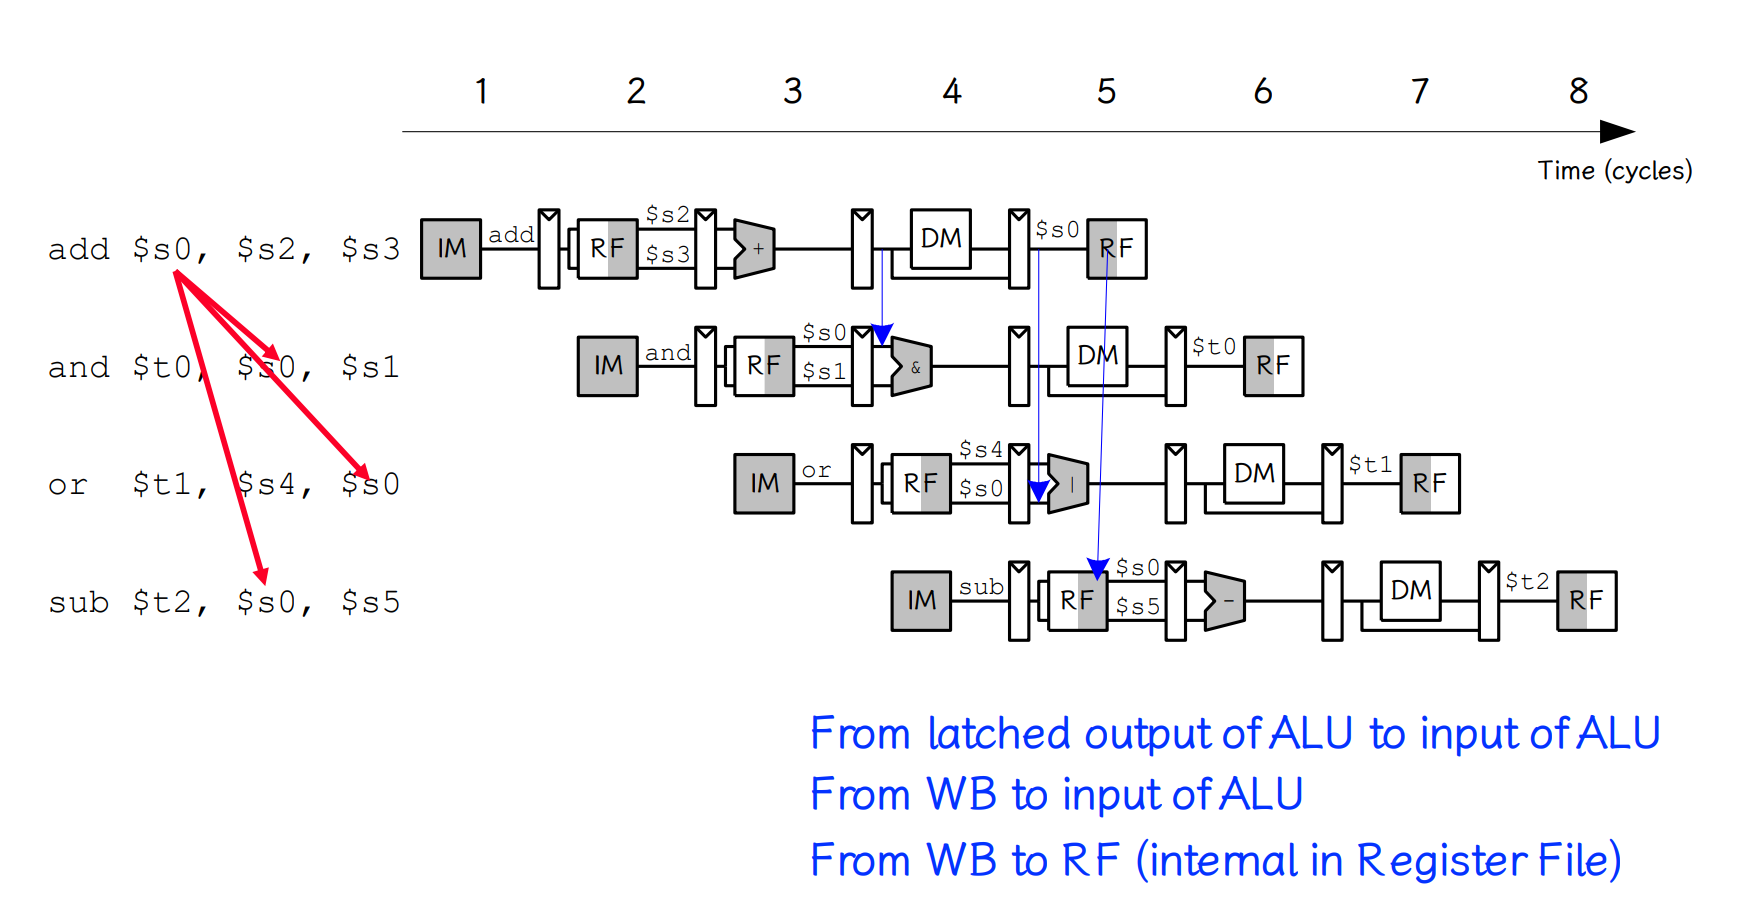 1 2 3 4 5 6 7 8
Time (cycles)
add $s0, $s2, $s3 IM add RF $s2 $s3 + DM $s0 RF
and $t0, $s0, $s1 IM and RF $s0 $s1 & DM $t0 RF
or $t1, $s4, $s0 IM or RF $s4 $s0 | DM $t1 RF
sub $t2, $s0, $s5 IM sub RF $s0 $s5 - DM $t2 RF
From latched output of ALU to input of ALU
From WB to input of ALU
From WB to RF (internal in Register File)